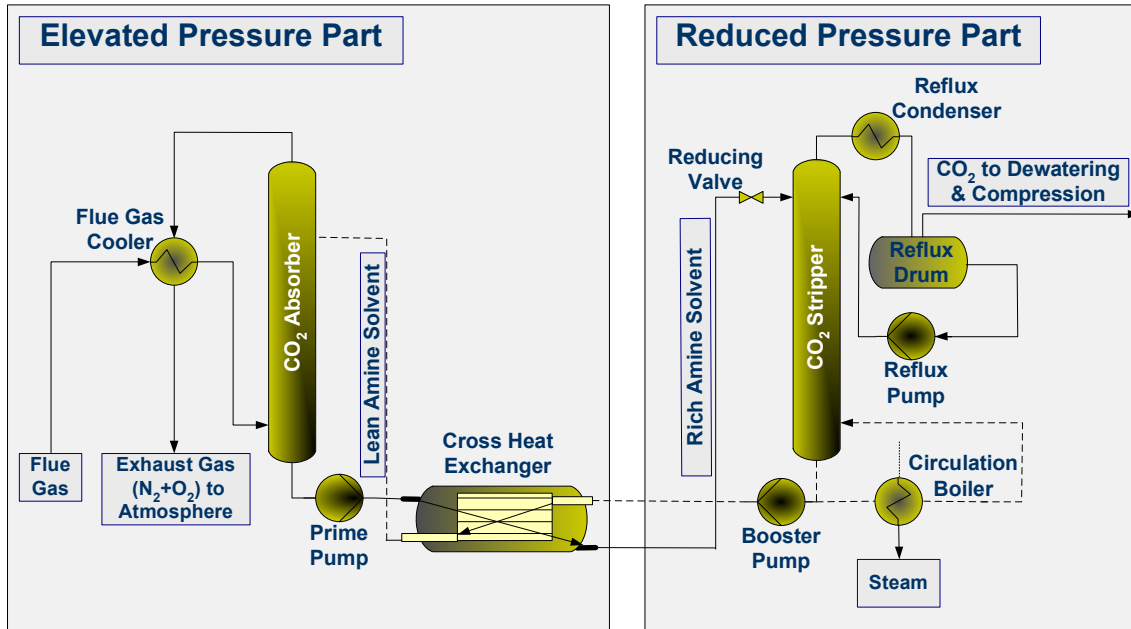 Elevated Pressure Part
Flue Gas
Cooler
Flue
Gas
Exhaust Gas
(N₂+O₂) to
Atmosphere
CO₂ Absorber
Lean Amine Solvent
Prime
Pump
Cross Heat
Exchanger
Reduced Pressure Part
Reflux
Condenser
Reducing
Valve
CO₂ to Dewatering
& Compression
Rich Amine Solvent
CO₂ Stripper
Reflux
Drum
Reflux
Pump
Circulation
Boiler
Booster
Pump
Steam